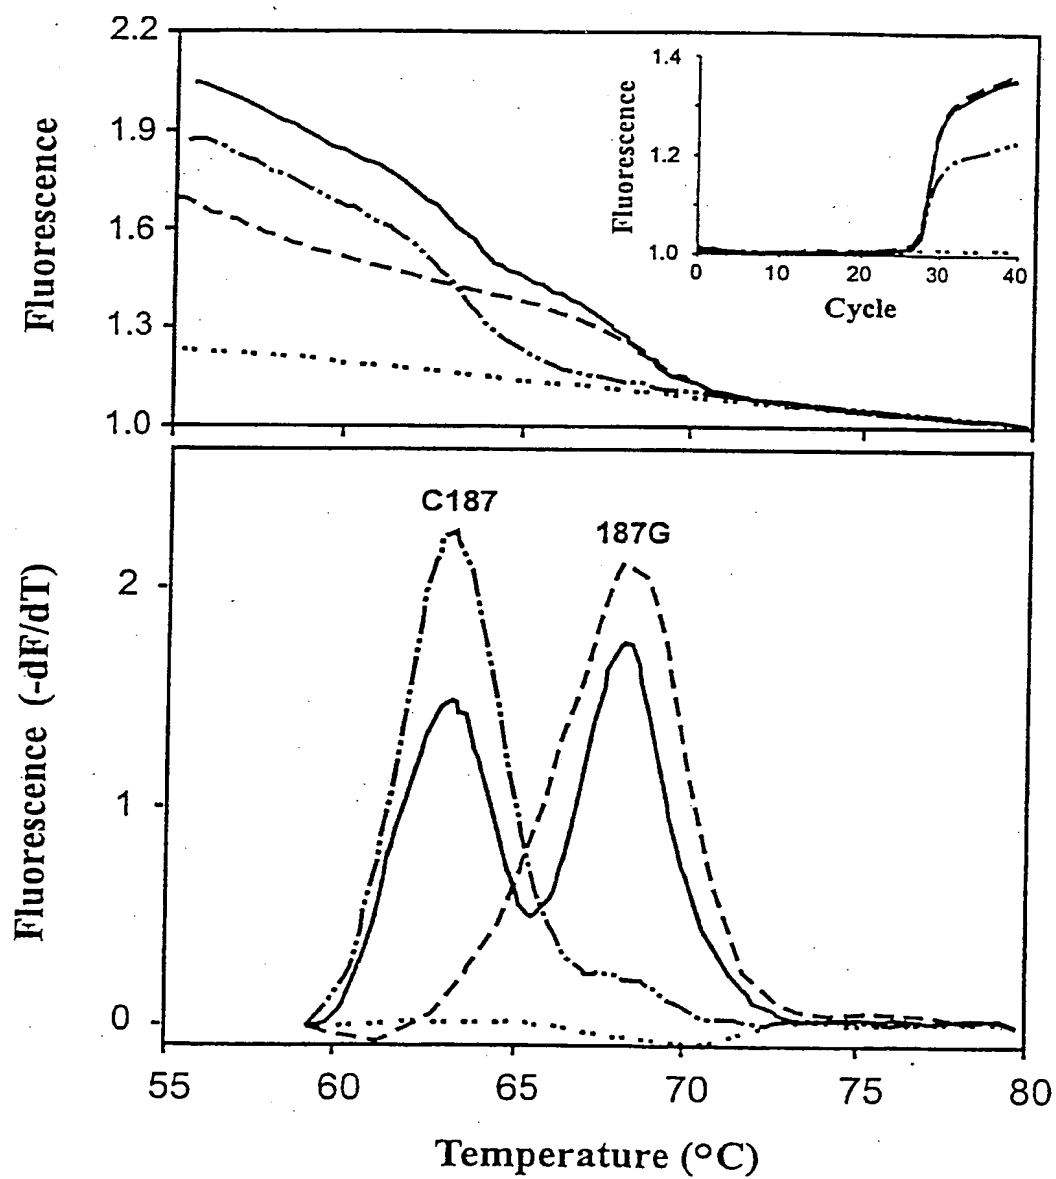 2.2
1.9
1.6
1.3
1.0
Fluorescence
1.4
1.2
1.0
Fluorescence
0 10 20 30 40
Cycle
C187
187G
2
1
0
Fluorescence (-dF/dT)
55 60 65 70 75 80
Temperature (°C)